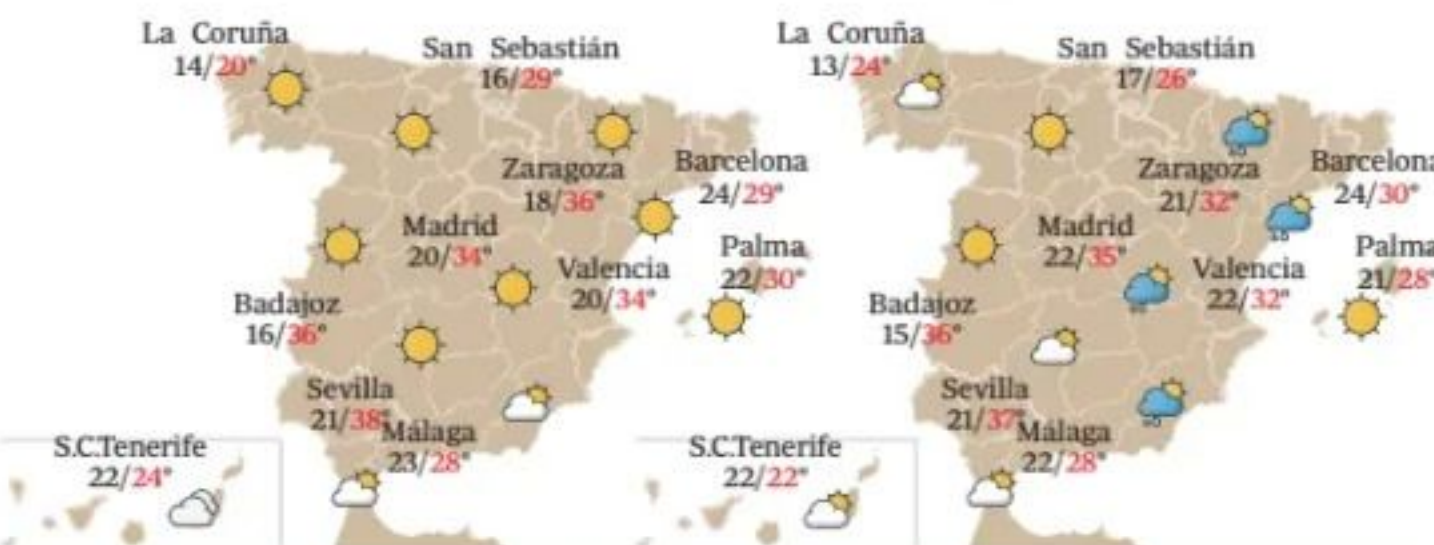 La Coruña
14/20°
San Sebastián
16/29°
Zaragoza
18/36°
Barcelona
24/29°
Madrid
20/34°
Valencia
20/34°
Palma
22/30°
Badajoz
16/36°
Sevilla
21/38°
Málaga
23/28°
S.C.Tenerife
22/24°
La Coruña
13/24°
San Sebastián
17/26°
Zaragoza
21/32°
Barcelona
24/30°
Madrid
22/35°
Valencia
22/32°
Palma
21/28°
Badajoz
15/36°
Sevilla
21/37°
Málaga
22/28°
S.C.Tenerife
22/22°